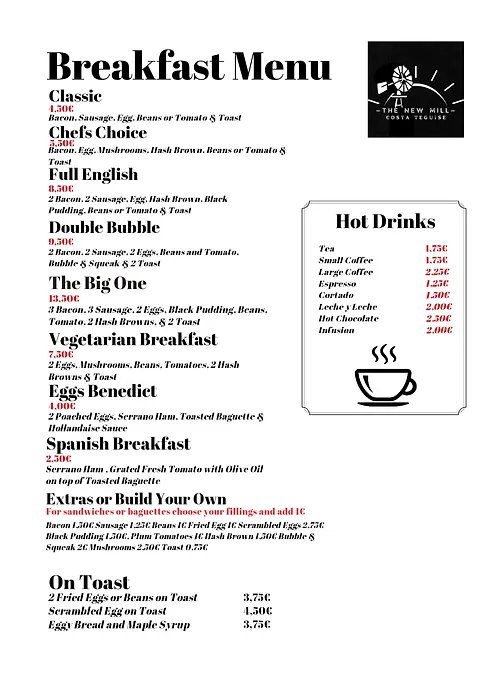 Breakfast Menu
THE NEW MILL
COSTA TEGUISE
Classic
4,50€
Bacon, Sausage, Egg, Beans or Tomato & Toast
Chefs Choice
5,50€
Bacon, Egg, Mushrooms, Hash Brown, Beans or Tomato &
Toast
Full English
8,50€
2 Bacon, 2 Sausage, Egg, Hash Brown, Black
Pudding, Beans or Tomato & Toast
Double Bubble
9,50€
2 Bacon, 2 Sausage, 2 Eggs, Beans and Tomato,
Bubble & Squeak & 2 Toast
The Big One
13,50€
3 Bacon, 3 Sausage, 2 Eggs, Black Pudding, Beans,
Tomato, 2 Hash Browns, & 2 Toast
Vegetarian Breakfast
7,50€
2 Eggs, Mushrooms, Beans, Tomatoes, 2 Hash
Browns & Toast
Eggs Benedict
4,00€
2 Poached Eggs, Serrano Ham, Toasted Baguette &
Hollandaise Sauce
Spanish Breakfast
2,50€
Serrano Ham , Grated Fresh Tomato with Olive Oil
on top of Toasted Baguette
Extras or Build Your Own
For sandwiches or baguettes choose your fillings and add 1€
Bacon 1,50€ Sausage 1,25€ Beans 1€ Fried Egg 1€ Scrambled Eggs 2.75€
Black Pudding 1,50€, Plum Tomatoes 1€ Hash Brown 1,50€ Bubble &
Squeak 2€ Mushrooms 2,50€ Toast 0,75€
On Toast
2 Fried Eggs or Beans on Toast 3,75€
Scrambled Egg on Toast 4,50€
Eggy Bread and Maple Syrup 3,75€
Hot Drinks
Tea 1,75€
Small Coffee 1,75€
Large Coffee 2,25€
Espresso 1,25€
Cortado 1,50€
Leche y Leche 2,00€
Hot Chocolate 2,50€
Infusion 2,00€